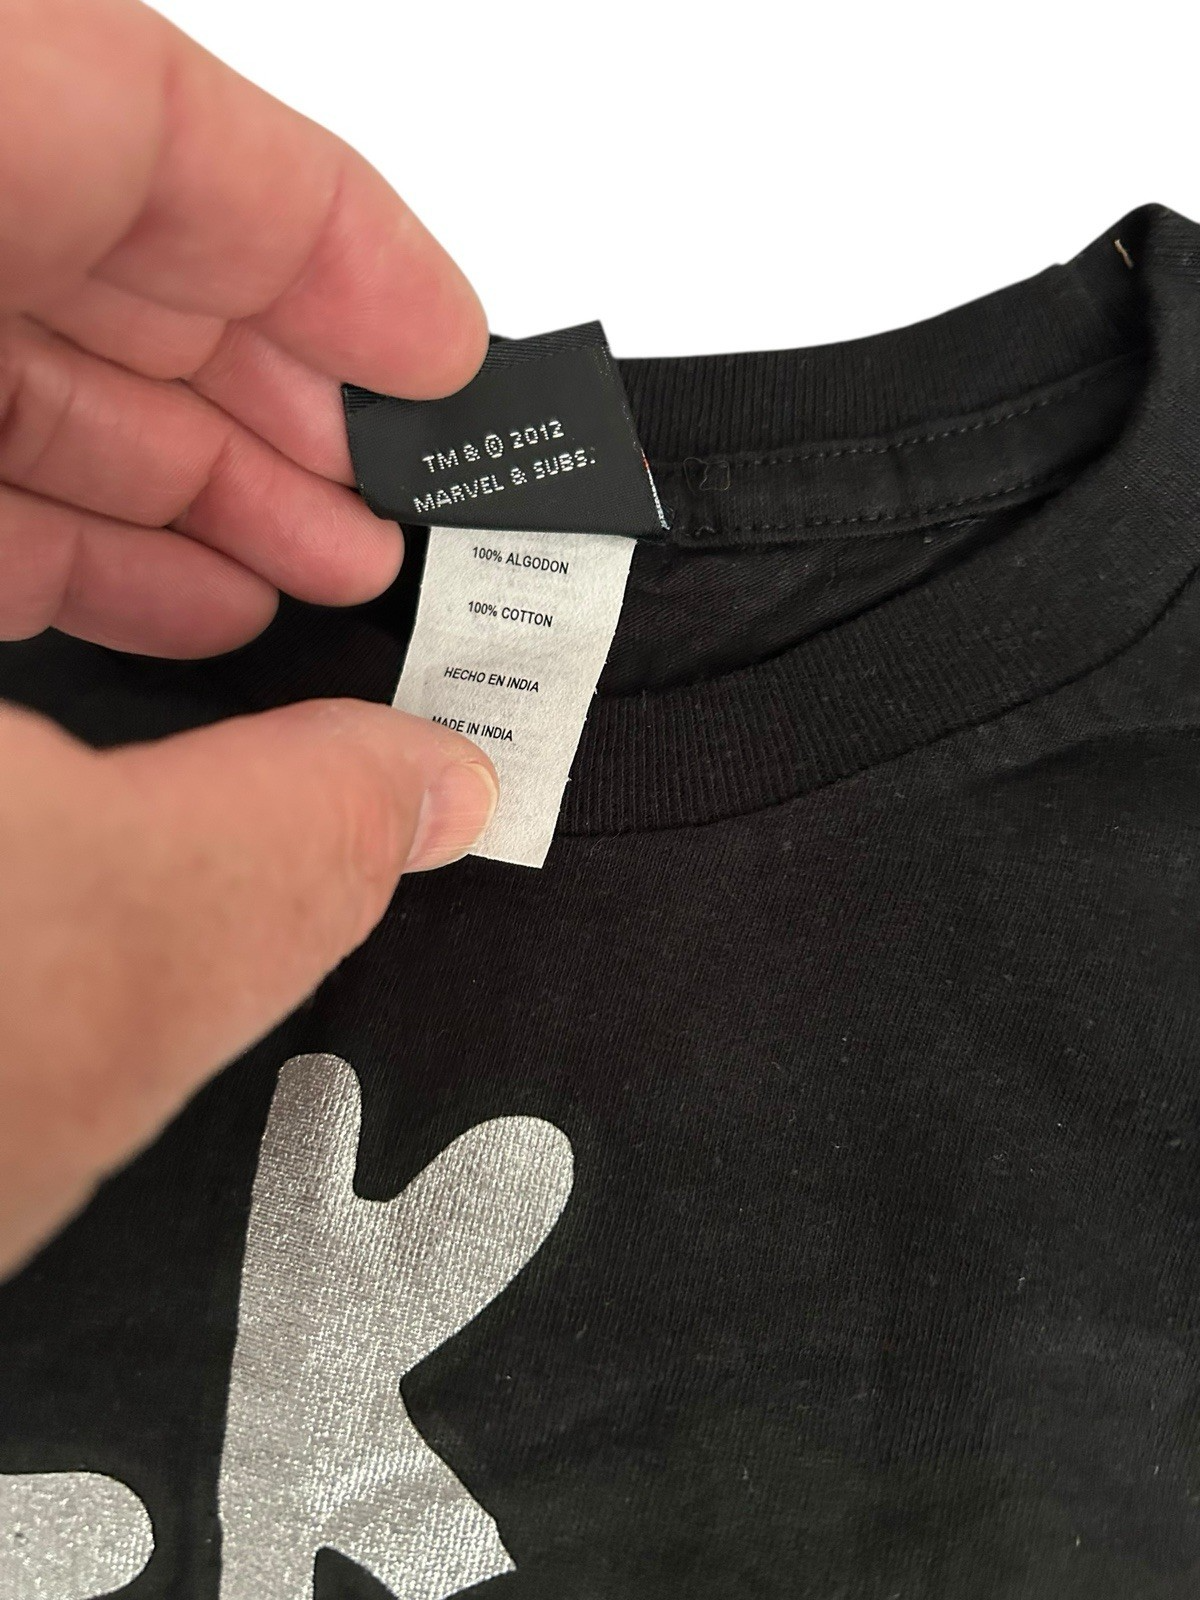 TM & © 2012
MARVEL & SUBS.
100% ALGODON
100% COTTON
HECHO EN INDIA
MADE IN INDIA